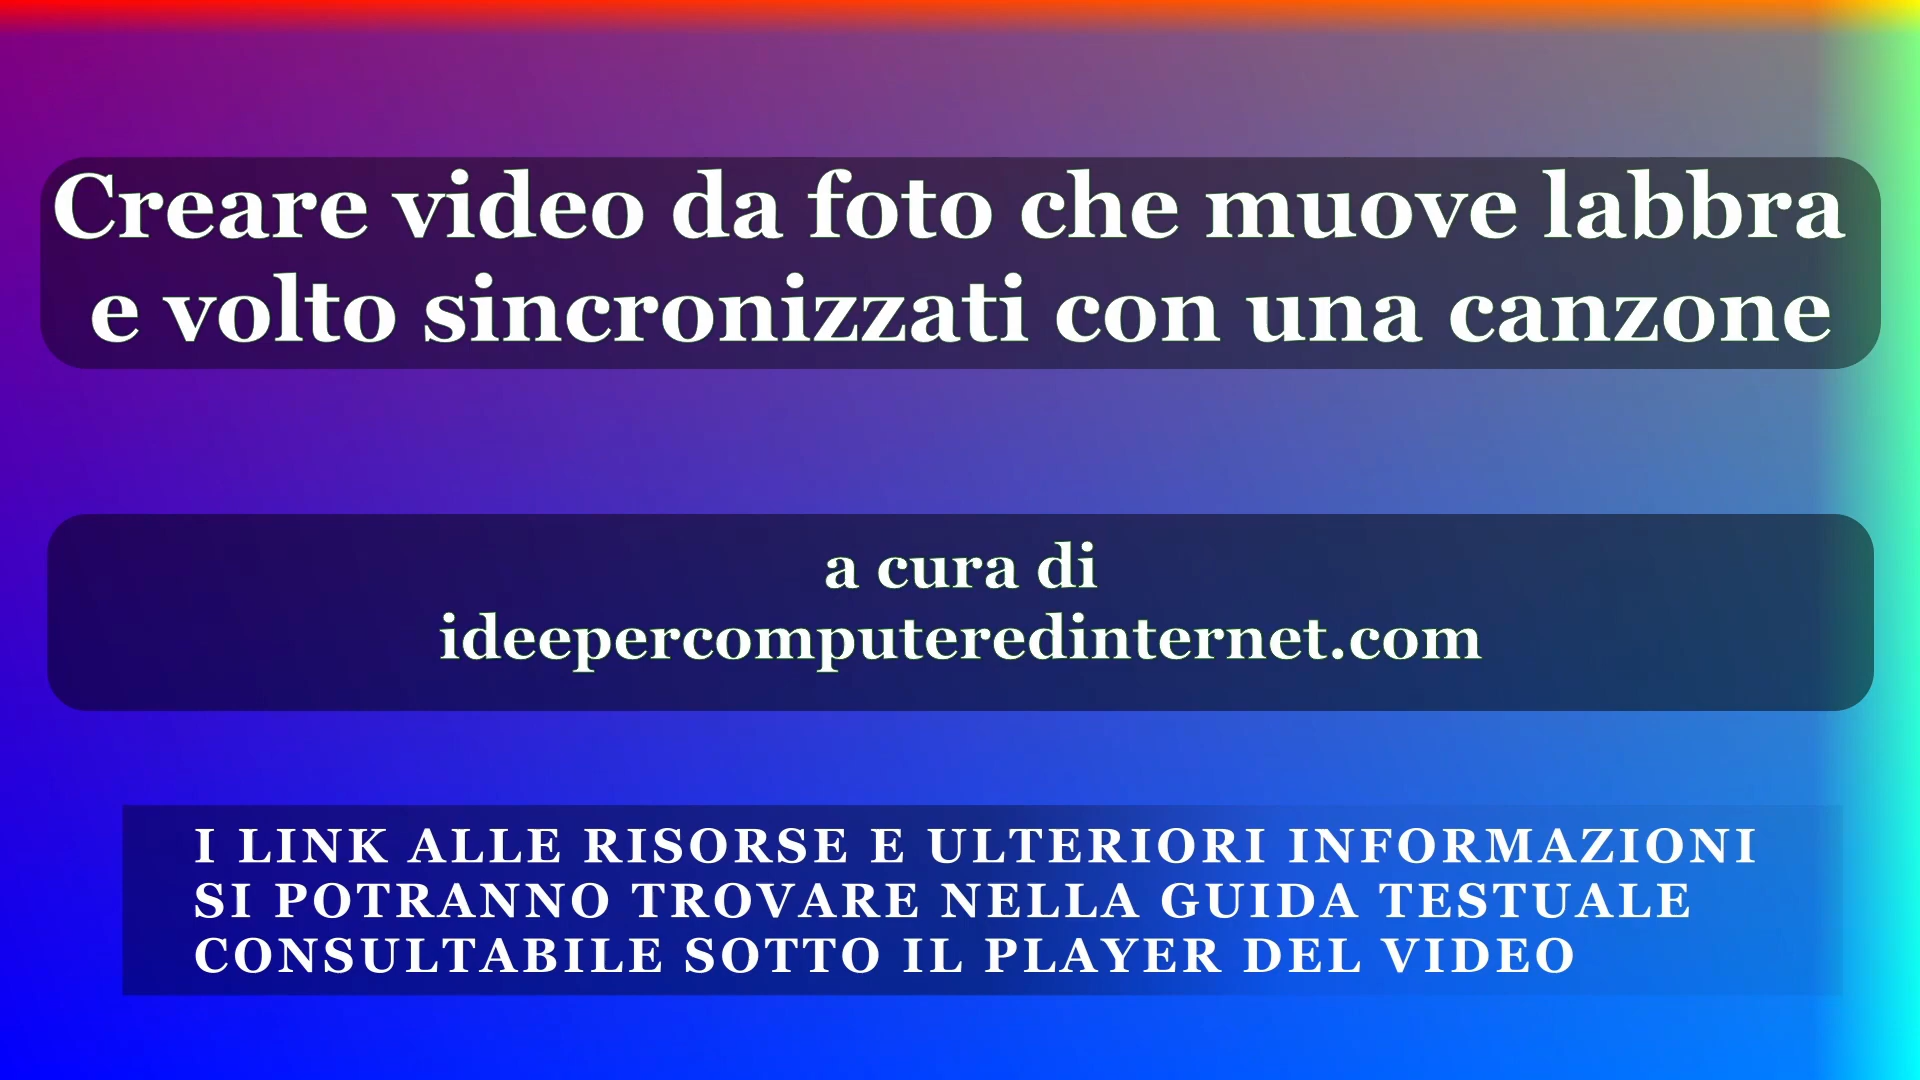 Creare video da foto che muove labbra
e volto sincronizzati con una canzone
a cura di
ideepercomputeredinternet.com
I LINK ALLE RISORSE E ULTERIORI INFORMAZIONI
SI POTRANNO TROVARE NELLA GUIDA TESTUALE
CONSULTABILE SOTTO IL PLAYER DEL VIDEO